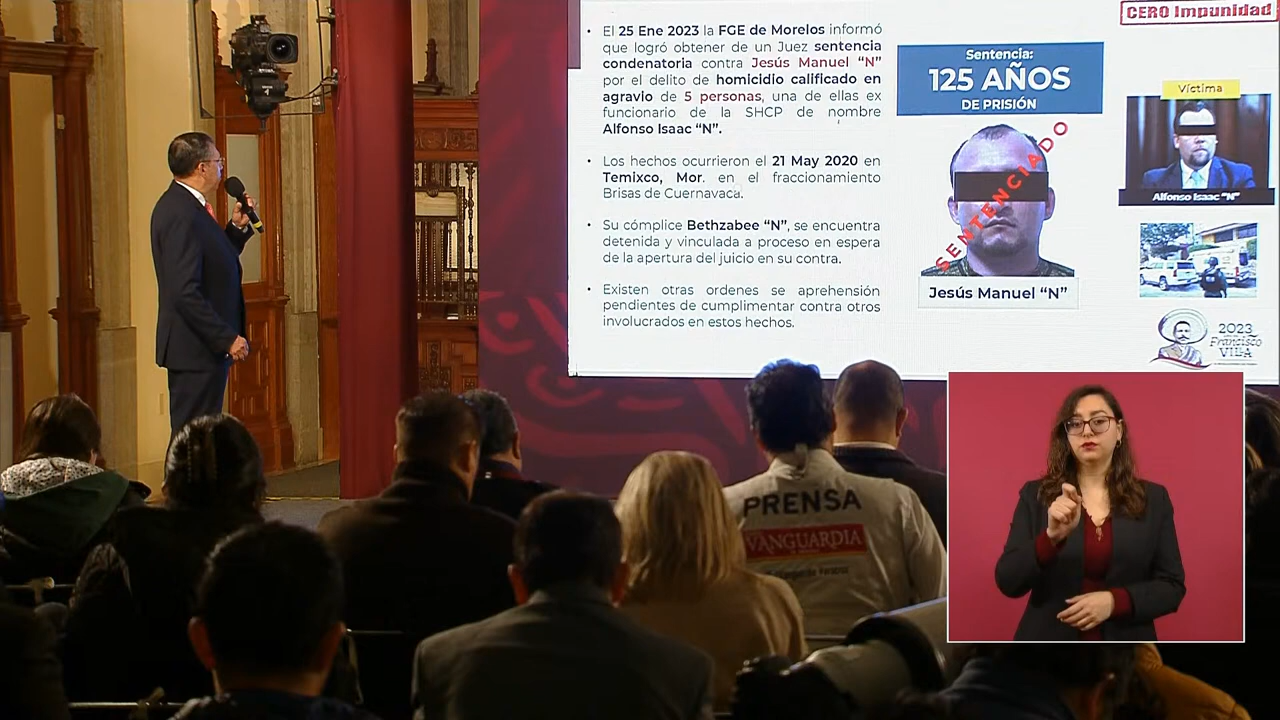 CERO Impunidad
• El 25 Ene 2023 la FGE de Morelos informó
que logró obtener de un Juez sentencia
condenatoria contra Jesús Manuel "N"
por el delito de homicidio calificado en
agravio de 5 personas, una de ellas ex
funcionario de la SHCP de nombre
Alfonso Isaac "N".
• Los hechos ocurrieron el 21 May 2020 en
Temixco, Mor. en el fraccionamiento
Brisas de Cuernavaca.
• Su cómplice Bethzabee "N", se encuentra
detenida y vinculada a proceso en espera
de la apertura del juicio en su contra.
• Existen otras ordenes se aprehensión
pendientes de cumplimentar contra otros
involucrados en estos hechos.
Sentencia:
125 AÑOS
DE PRISIÓN
SENTENCIADO
Jesús Manuel "N"
Víctima
Alfonso Isaac "N"
2023
Francisco
VILLA
PRENSA
VANGUARDIA